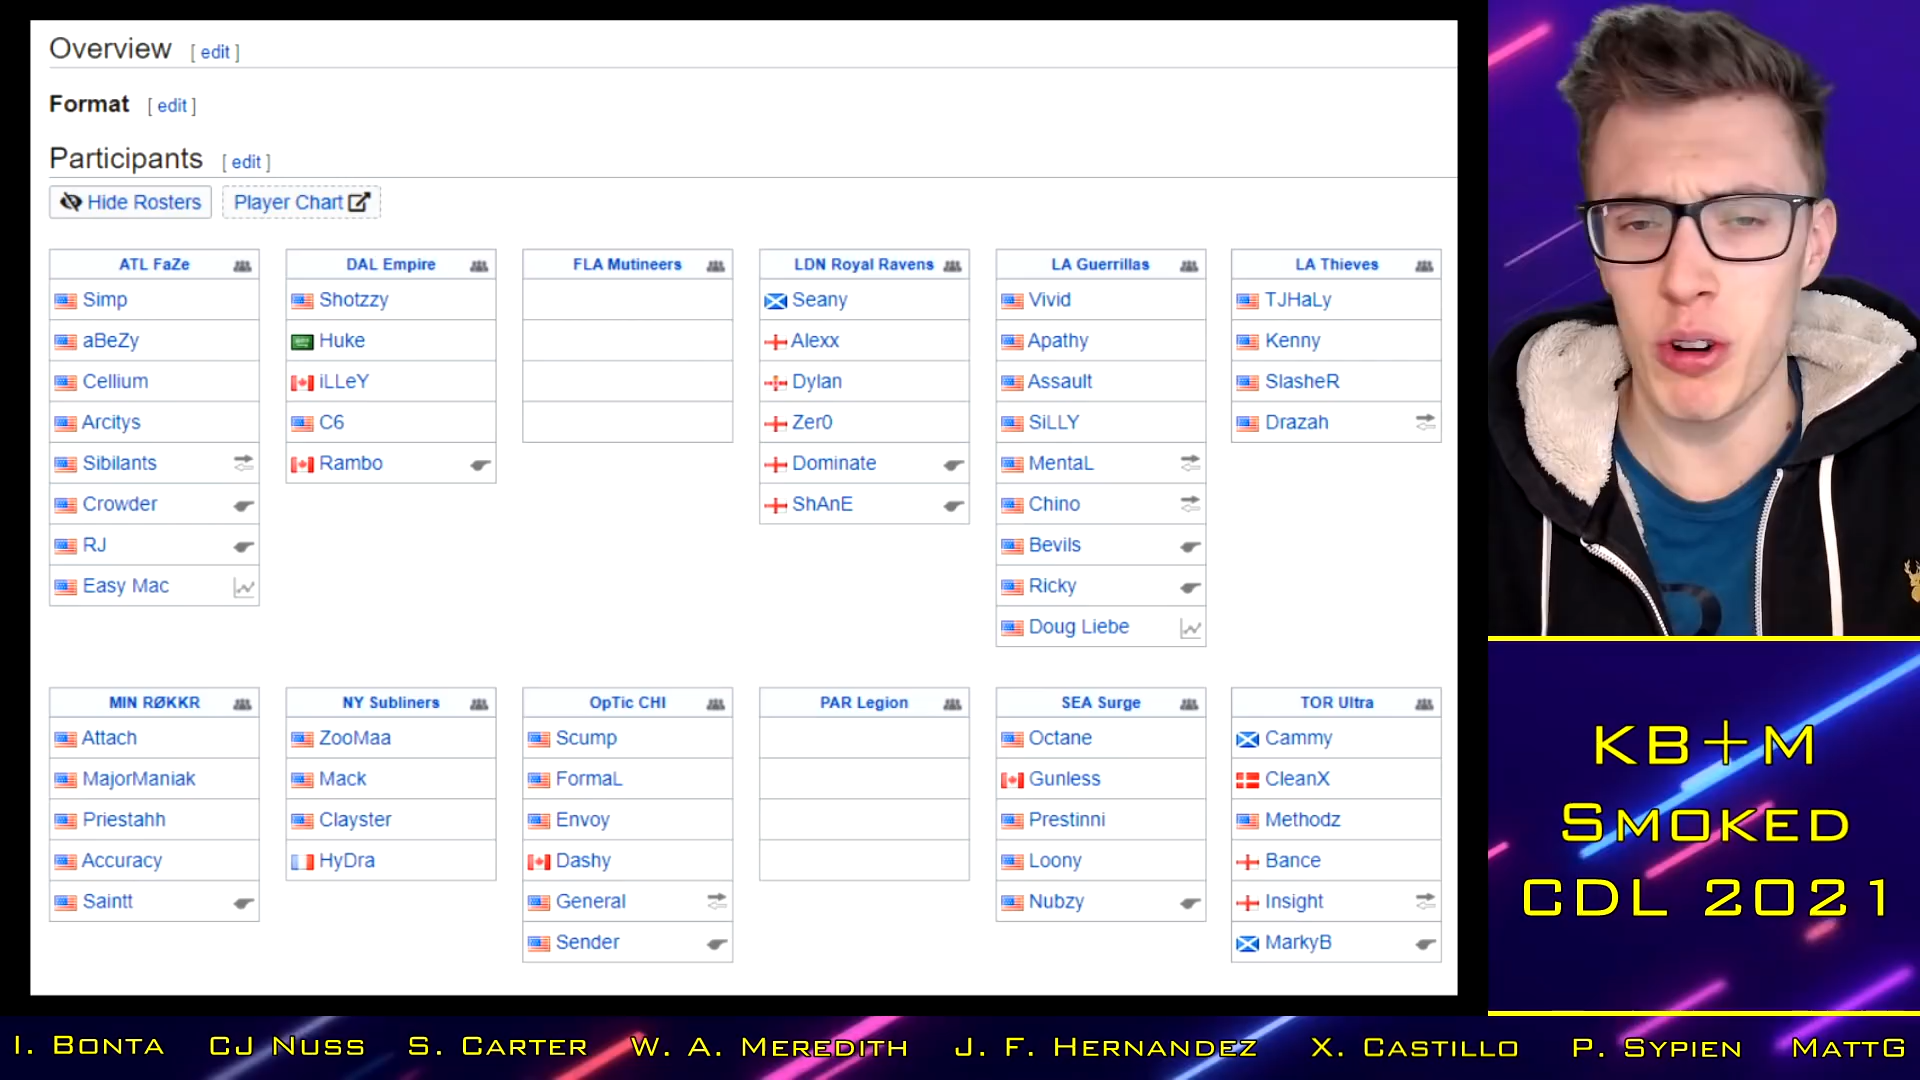 Overview [ edit ]
Format [ edit ]
Participants [ edit ]
Hide Rosters
Player Chart
ATL FaZe
Simp
aBeZy
Cellium
Arcitys
Sibilants
Crowder
RJ
Easy Mac
DAL Empire
Shotzzy
Huke
iLLeY
C6
Rambo
FLA Mutineers
LDN Royal Ravens
Seany
Alexx
Dylan
Zer0
Dominate
ShAnE
LA Guerrillas
Vivid
Apathy
Assault
SiLLY
MentaL
Chino
Bevils
Ricky
Doug Liebe
LA Thieves
TJHaLy
Kenny
SlasheR
Drazah
MIN RØKKR
Attach
MajorManiak
Priestahh
Accuracy
Saintt
NY Subliners
ZooMaa
Mack
Clayster
HyDra
OpTic CHI
Scump
FormaL
Envoy
Dashy
General
Sender
PAR Legion
SEA Surge
Octane
Gunless
Prestinni
Loony
Nubzy
TOR Ultra
Cammy
CleanX
Methodz
Bance
Insight
MarkyB
KB+M
Smoked
CDL 2021
I. Bonta CJ Nuss S. Carter W. A. Meredith J. F. Hernandez X. Castillo P. Sypien MattG